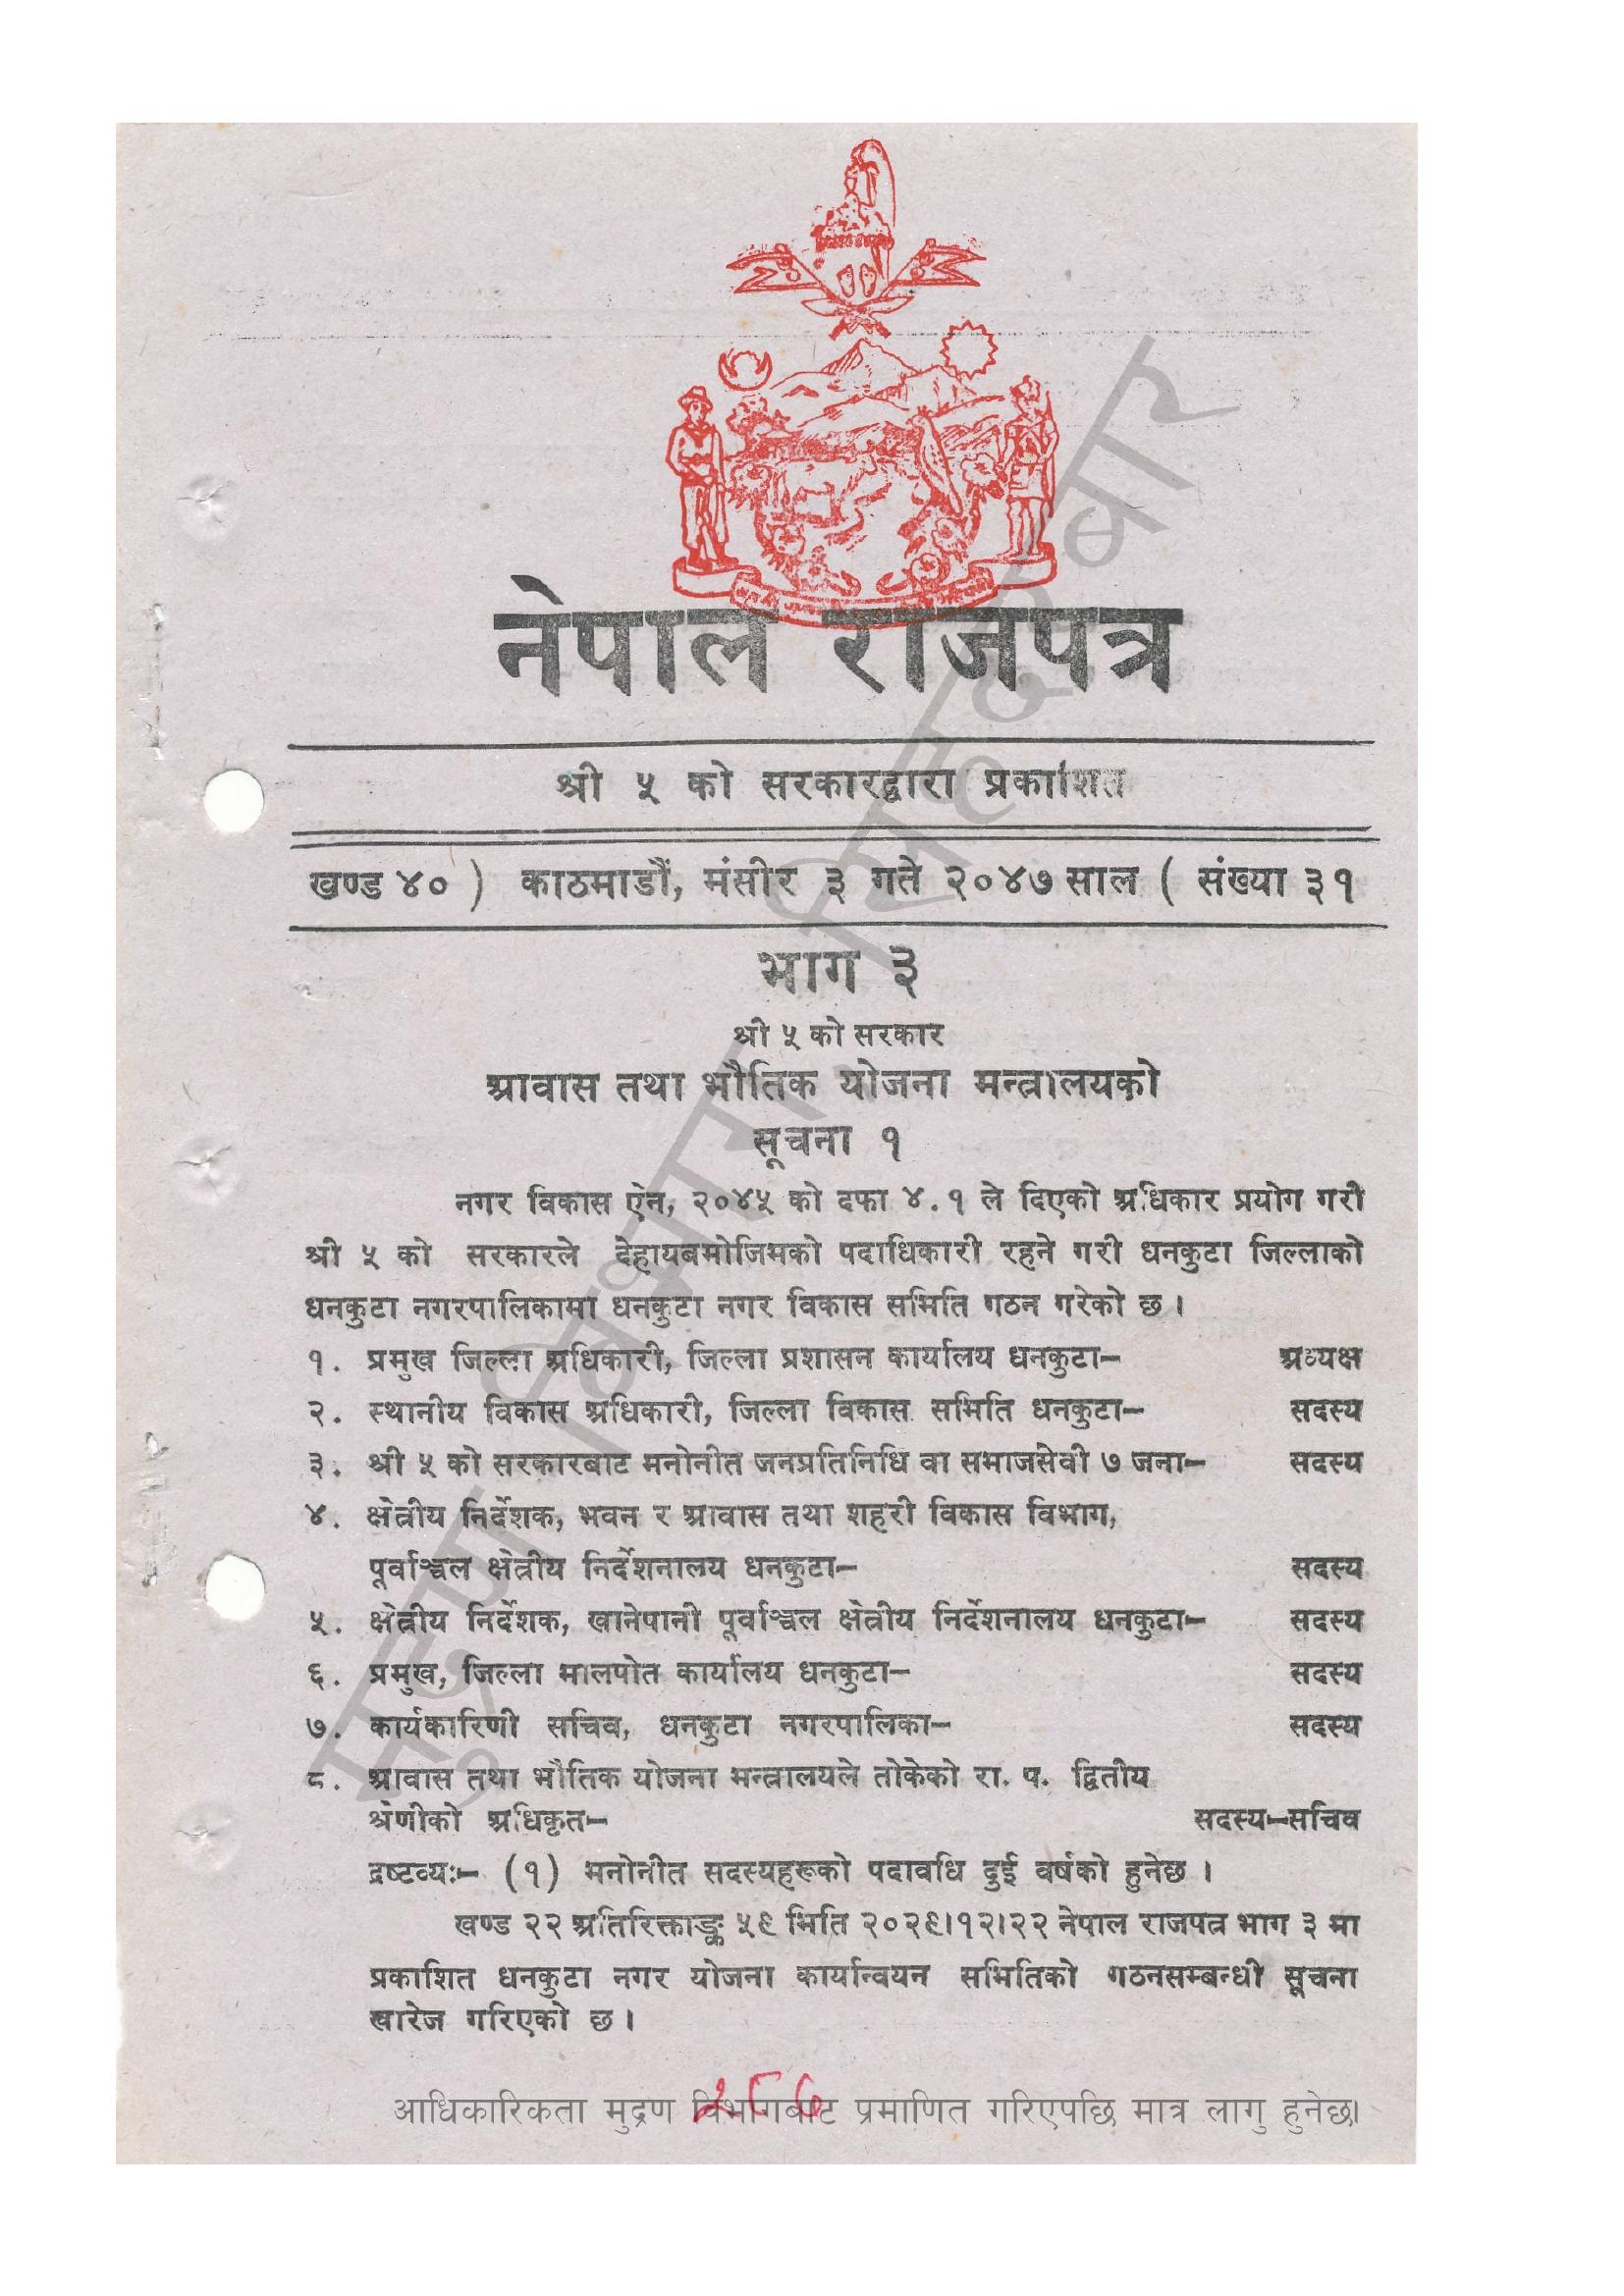 नेपाल राजपत्र
श्री ५ को सरकारद्वारा प्रकाशित
खण्ड ४० ) काठमाडौं, मंसीर ३ गते २०४७ साल ( संख्या ३१
भाग ३
श्री ५ को सरकार
आवास तथा भौतिक योजना मन्त्रालयको
सूचना १
नगर विकास ऐन, २०४५ को दफा ४.१ ले दिएको अधिकार प्रयोग गरी
श्री ५ को सरकारले देहायबमोजिमको पदाधिकारी रहने गरी धनकुटा जिल्लाको
धनकुटा नगरपालिकामा धनकुटा नगर विकास समिति गठन गरेको छ ।
१. प्रमुख जिल्ला अधिकारी, जिल्ला प्रशासन कार्यालय धनकुटा– अध्यक्ष
२. स्थानीय विकास अधिकारी, जिल्ला विकास समिति धनकुटा– सदस्य
३. श्री ५ को सरकारबाट मनोनीत जनप्रतिनिधि वा समाजसेवी ७ जना– सदस्य
४. क्षेत्रीय निर्देशक, भवन र आवास तथा शहरी विकास विभाग,
पूर्वाञ्चल क्षेत्रीय निर्देशनालय धनकुटा– सदस्य
५. क्षेत्रीय निर्देशक, खानेपानी पूर्वाञ्चल क्षेत्रीय निर्देशनालय धनकुटा– सदस्य
६. प्रमुख, जिल्ला मालपोत कार्यालय धनकुटा– सदस्य
७. कार्यकारिणी सचिव, धनकुटा नगरपालिका– सदस्य
८. आवास तथा भौतिक योजना मन्त्रालयले तोकेको रा. प. द्वितीय
श्रेणीको अधिकृत– सदस्य–सचिव
द्रष्टव्यः– (१) मनोनीत सदस्यहरूको पदावधि दुई वर्षको हुनेछ ।
खण्ड २२ अतिरिक्ताङ्क ५९ मिति २०२९।१२।२२ नेपाल राजपत्र भाग ३ मा
प्रकाशित धनकुटा नगर योजना कार्यान्वयन समितिको गठनसम्बन्धी सूचना
खारेज गरिएको छ ।
आधिकारिकता मुद्रण विभागबाट प्रमाणित गरिएपछि मात्र लागु हुनेछ।